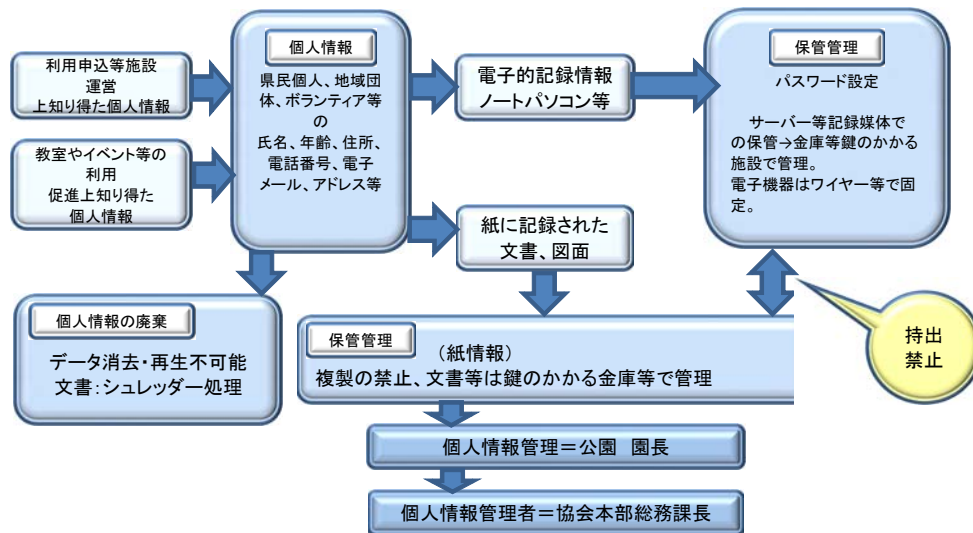 利用申込等施設
運営
上知り得た個人情報
教室やイベント等の
利用
促進上知り得た
個人情報
個人情報
県民個人、地域団
体、ボランティア等
の
氏名、年齢、住所、
電話番号、電子
メール、アドレス等
電子的記録情報
ノートパソコン等
紙に記録された
文書、図面
保管管理
パスワード設定
サーバー等記録媒体で
の保管→金庫等鍵のかかる
施設で管理。
電子機器はワイヤー等で固
定。
持出
禁止
個人情報の廃棄
データ消去・再生不可能
文書：シュレッダー処理
保管管理
（紙情報）
複製の禁止、文書等は鍵のかかる金庫等で管理
個人情報管理＝公園　園長
個人情報管理者＝協会本部総務課長